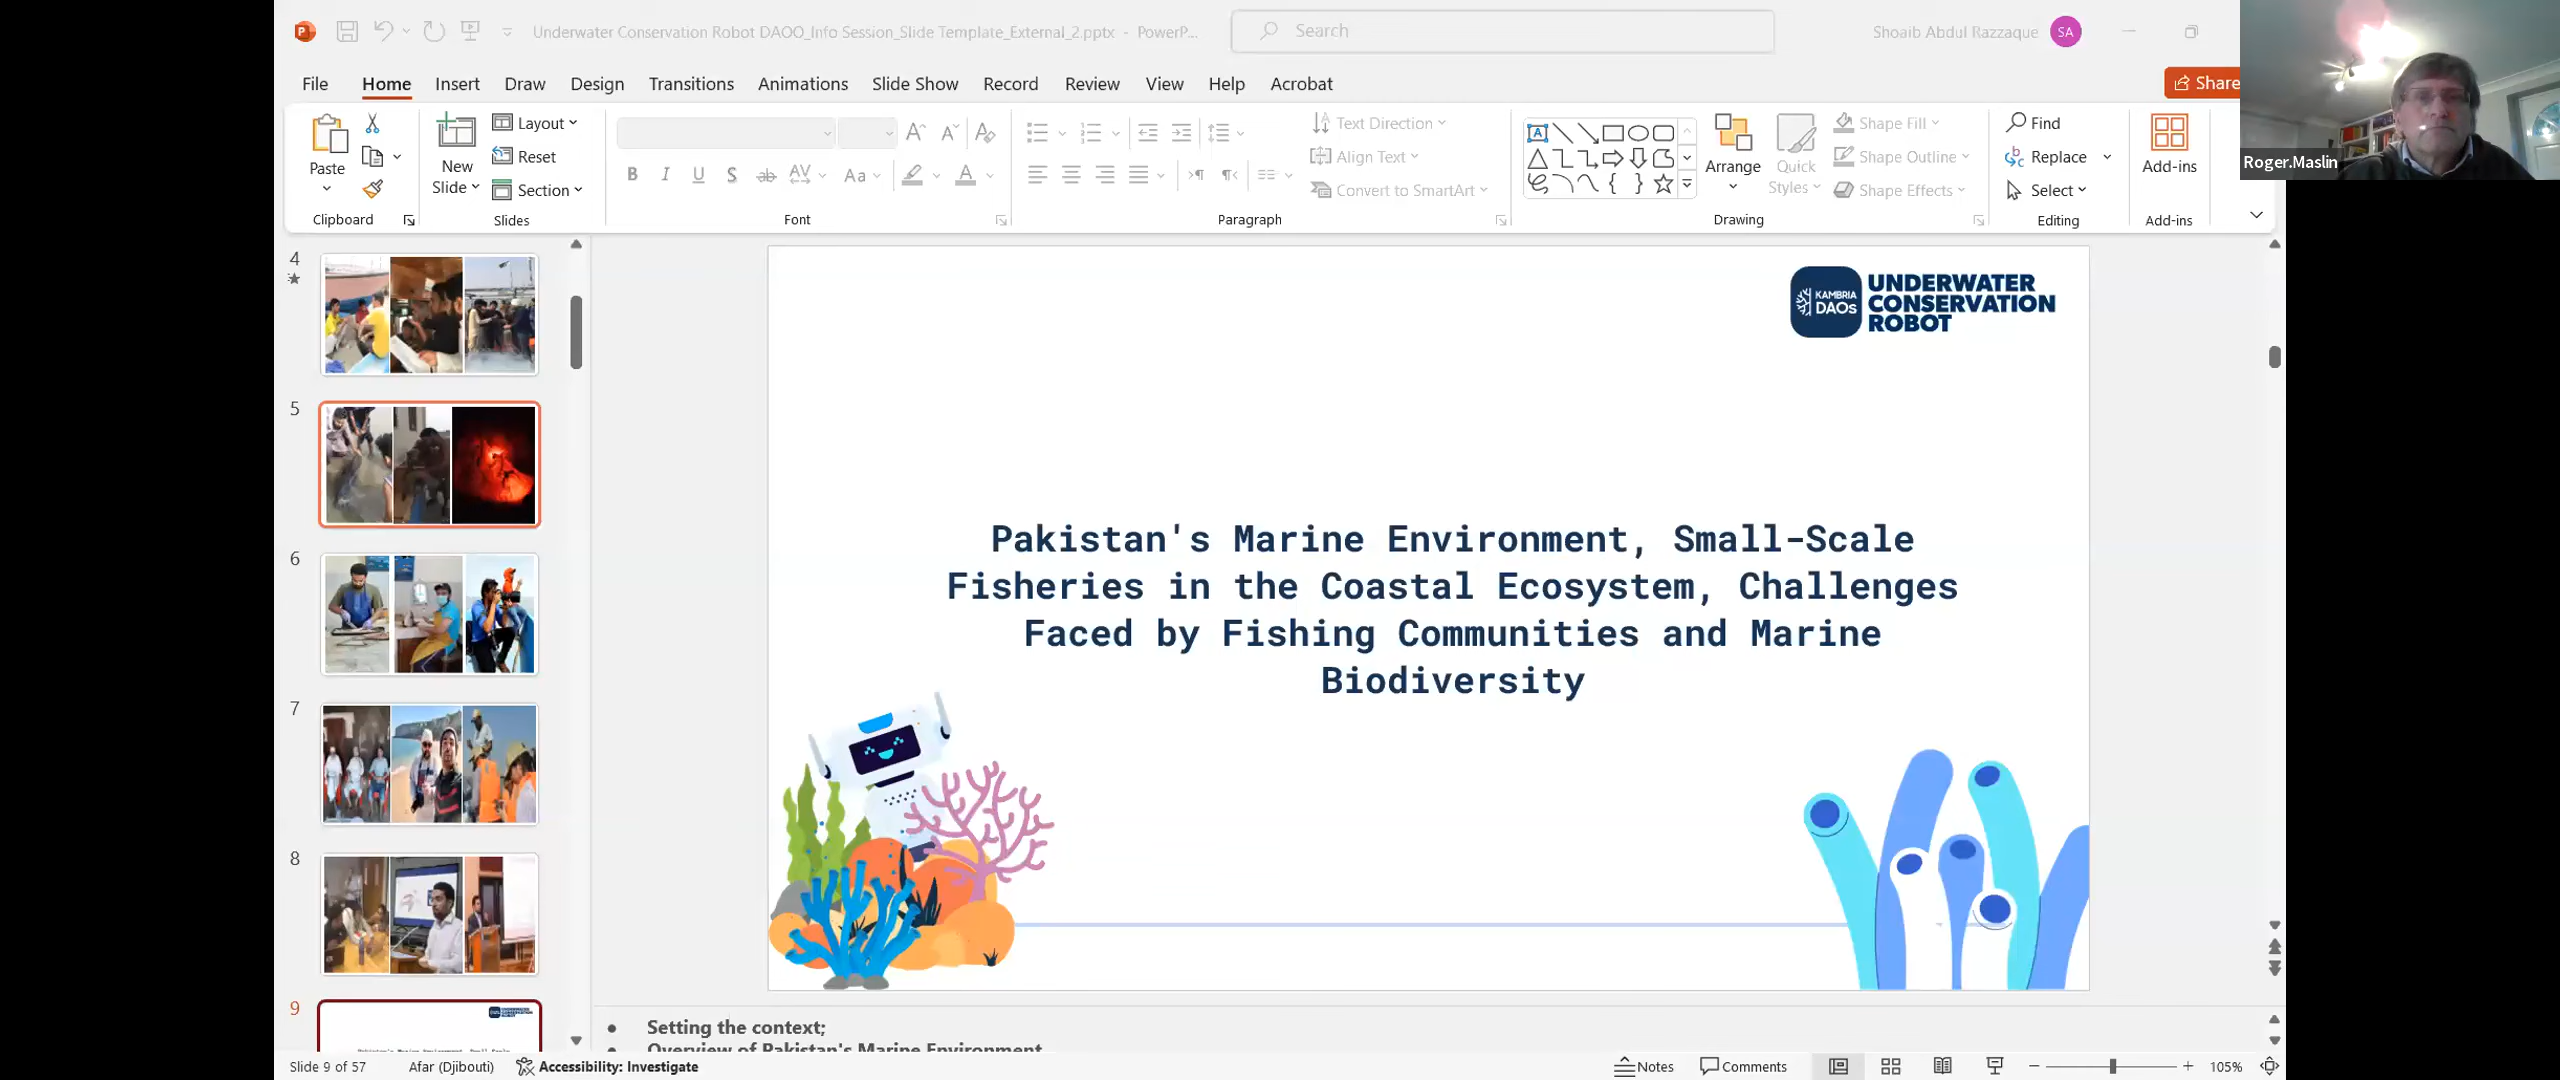 Underwater Conservation Robot DAOO_Info Session_Slide Template_External_2.pptx - PowerP...
Search
Shoaib Abdul Razzaque SA
File Home Insert Draw Design Transitions Animations Slide Show Record Review View Help Acrobat
Share
Roger.Maslin
Paste
New Slide
Layout
Reset
Section
Text Direction
Align Text
Convert to SmartArt
Arrange
Quick Styles
Shape Fill
Shape Outline
Shape Effects
Find
Replace
Select
Add-ins
Clipboard Slides Font Paragraph Drawing Editing Add-ins
4
5
6
7
8
9
KAMBRIA
DAOs
UNDERWATER
CONSERVATION
ROBOT
Pakistan's Marine Environment, Small-Scale
Fisheries in the Coastal Ecosystem, Challenges
Faced by Fishing Communities and Marine
Biodiversity
• Setting the context;
• Overview of Pakistan's Marine Environment
Slide 9 of 57 Afar (Djibouti) Accessibility: Investigate Notes Comments 105%